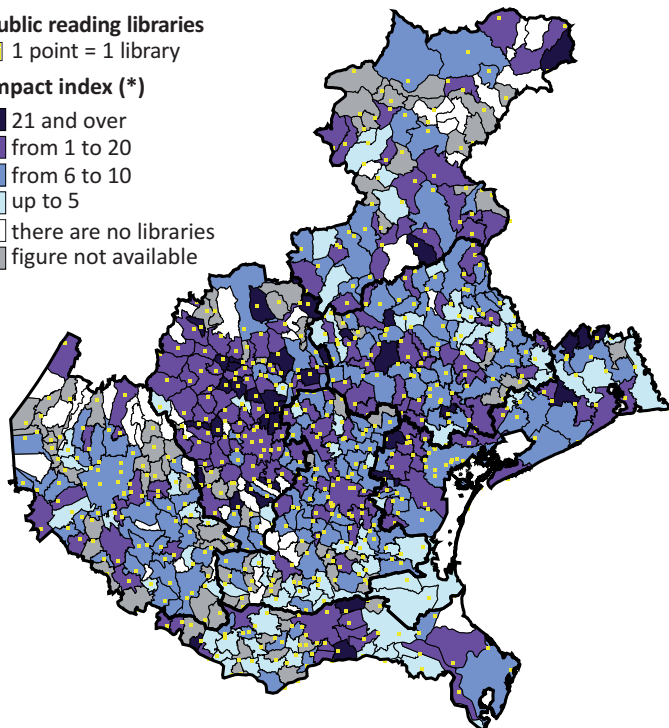 ublic reading libraries
1 point = 1 library
mpact index (*)
21 and over
from 1 to 20
from 6 to 10
up to 5
there are no libraries
figure not available